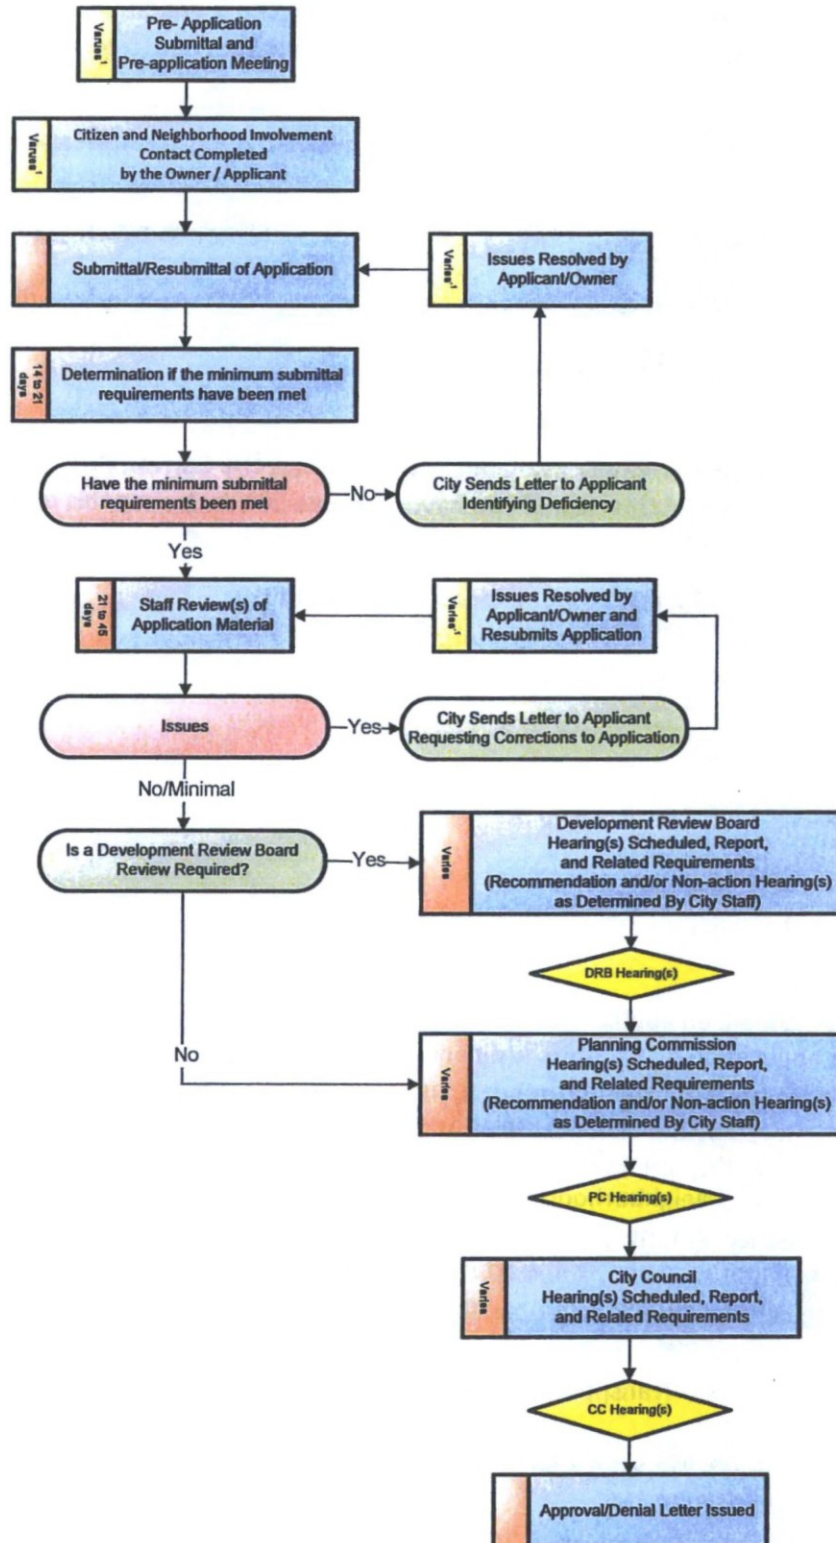 Varues¹
Pre- Application
Submittal and
Pre-application Meeting
Varues¹
Citizen and Neighborhood Involvement
Contact Completed
by the Owner / Applicant
Submittal/Resubmittal of Application
Varies¹
Issues Resolved by
Applicant/Owner
14 to 21
days
Determination if the minimum submittal
requirements have been met
Have the minimum submittal
requirements been met
No
City Sends Letter to Applicant
Identifying Deficiency
Yes
21 to 45
days
Staff Review(s) of
Application Material
Varies¹
Issues Resolved by
Applicant/Owner and
Resubmits Application
Issues
Yes
City Sends Letter to Applicant
Requesting Corrections to Application
No/Minimal
Is a Development Review Board
Review Required?
Yes
Varies
Development Review Board
Hearing(s) Scheduled, Report,
and Related Requirements
(Recommendation and/or Non-action Hearing(s)
as Determined By City Staff)
DRB Hearing(s)
No
Varies
Planning Commission
Hearing(s) Scheduled, Report,
and Related Requirements
(Recommendation and/or Non-action Hearing(s)
as Determined By City Staff)
PC Hearing(s)
Varies
City Council
Hearing(s) Scheduled, Report,
and Related Requirements
CC Hearing(s)
Approval/Denial Letter Issued